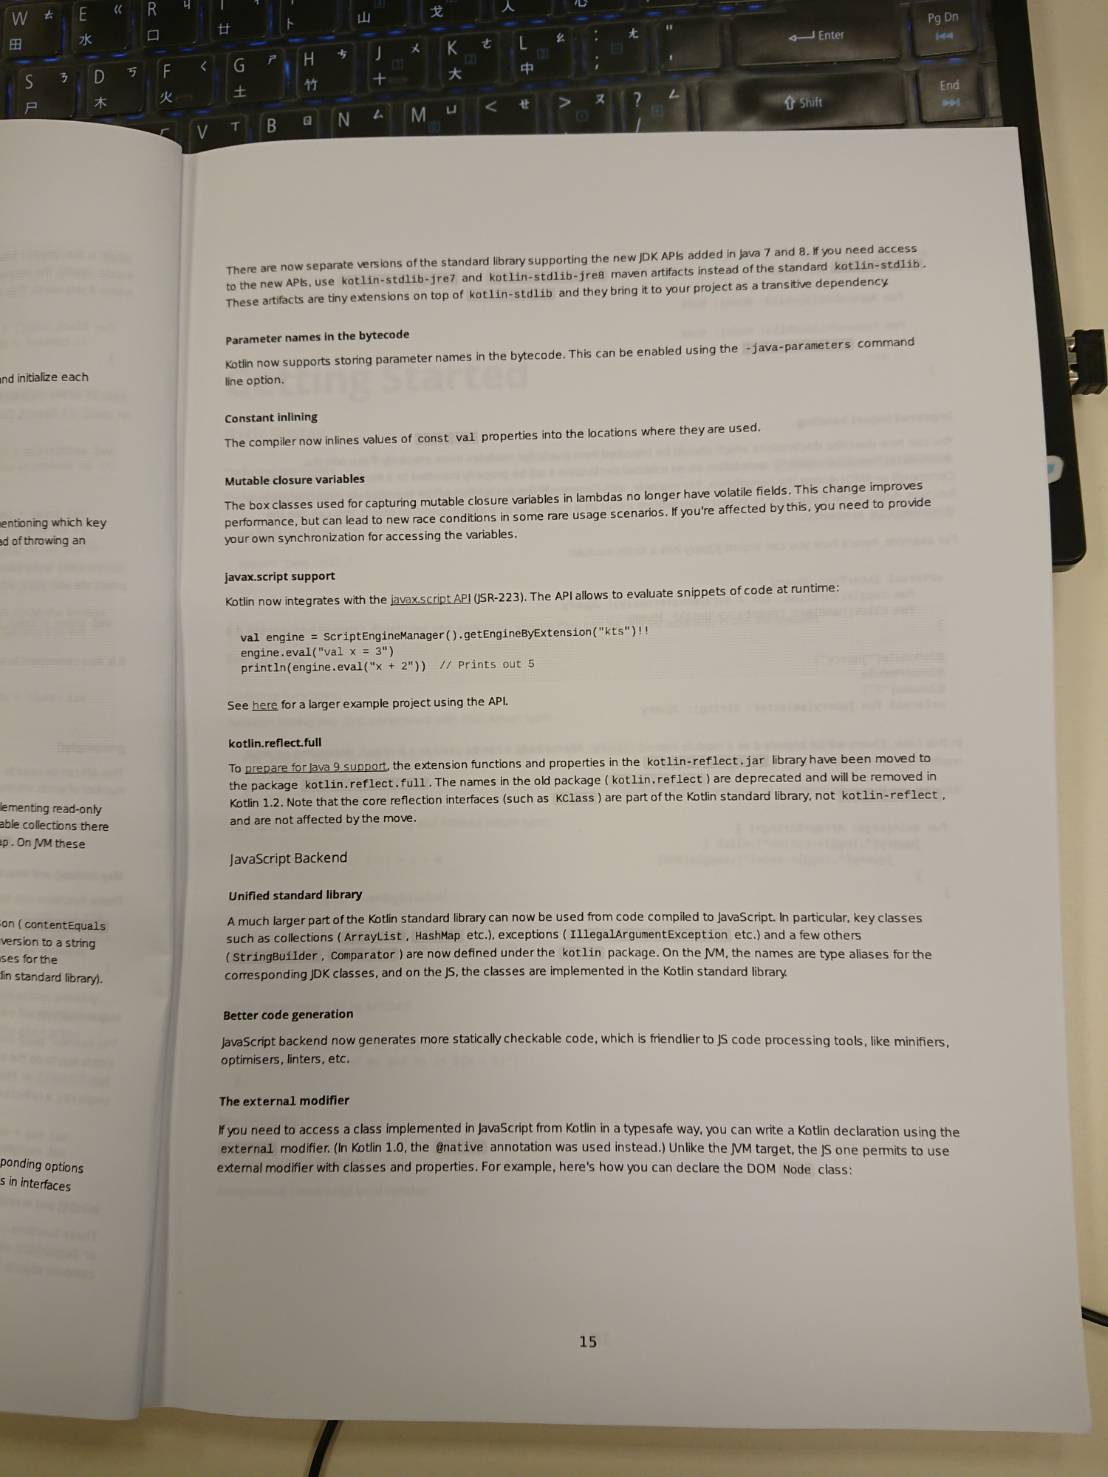 W ㄊ E ㄍ R ㄐ
田 水 口 廿 卜 山 戈 人 心
S ㄋ D ㄎ F ㄑ G ㄕ H ㄘ J ㄨ K ㄜ L ㄠ : ㄤ " Enter Pg Dn
尸 木 火 土 竹 十 大 中 ; ' End
V ㄒ B ㄖ N ㄙ M ㄩ < ㄝ > ㄡ ? ㄥ / Shift
There are now separate versions of the standard library supporting the new JDK APIs added in Java 7 and 8. If you need access
to the new APIs, use kotlin-stdlib-jre7 and kotlin-stdlib-jre8 maven artifacts instead of the standard kotlin-stdlib.
These artifacts are tiny extensions on top of kotlin-stdlib and they bring it to your project as a transitive dependency.
Parameter names in the bytecode
Kotlin now supports storing parameter names in the bytecode. This can be enabled using the -java-parameters command
line option.
Constant inlining
The compiler now inlines values of const val properties into the locations where they are used.
Mutable closure variables
The box classes used for capturing mutable closure variables in lambdas no longer have volatile fields. This change improves
performance, but can lead to new race conditions in some rare usage scenarios. If you're affected by this, you need to provide
your own synchronization for accessing the variables.
javax.script support
Kotlin now integrates with the javax.script API (JSR-223). The API allows to evaluate snippets of code at runtime:
val engine = ScriptEngineManager().getEngineByExtension("kts")!!
engine.eval("val x = 3")
println(engine.eval("x + 2")) // Prints out 5
See here for a larger example project using the API.
kotlin.reflect.full
To prepare for Java 9 support, the extension functions and properties in the kotlin-reflect.jar library have been moved to
the package kotlin.reflect.full. The names in the old package (kotlin.reflect) are deprecated and will be removed in
Kotlin 1.2. Note that the core reflection interfaces (such as KClass) are part of the Kotlin standard library, not kotlin-reflect,
and are not affected by the move.
JavaScript Backend
Unified standard library
A much larger part of the Kotlin standard library can now be used from code compiled to JavaScript. In particular, key classes
such as collections (ArrayList, HashMap etc.), exceptions (IllegalArgumentException etc.) and a few others
(StringBuilder, Comparator) are now defined under the kotlin package. On the JVM, the names are type aliases for the
corresponding JDK classes, and on the JS, the classes are implemented in the Kotlin standard library.
Better code generation
JavaScript backend now generates more statically checkable code, which is friendlier to JS code processing tools, like minifiers,
optimisers, linters, etc.
The external modifier
If you need to access a class implemented in JavaScript from Kotlin in a typesafe way, you can write a Kotlin declaration using the
external modifier. (In Kotlin 1.0, the @native annotation was used instead.) Unlike the JVM target, the JS one permits to use
external modifier with classes and properties. For example, here's how you can declare the DOM Node class:
15
and initialize each
entioning which key
ad of throwing an
lementing read-only
able collections there
ap. On JVM these
on (contentEquals
version to a string
ses for the
lin standard library).
ponding options
s in interfaces